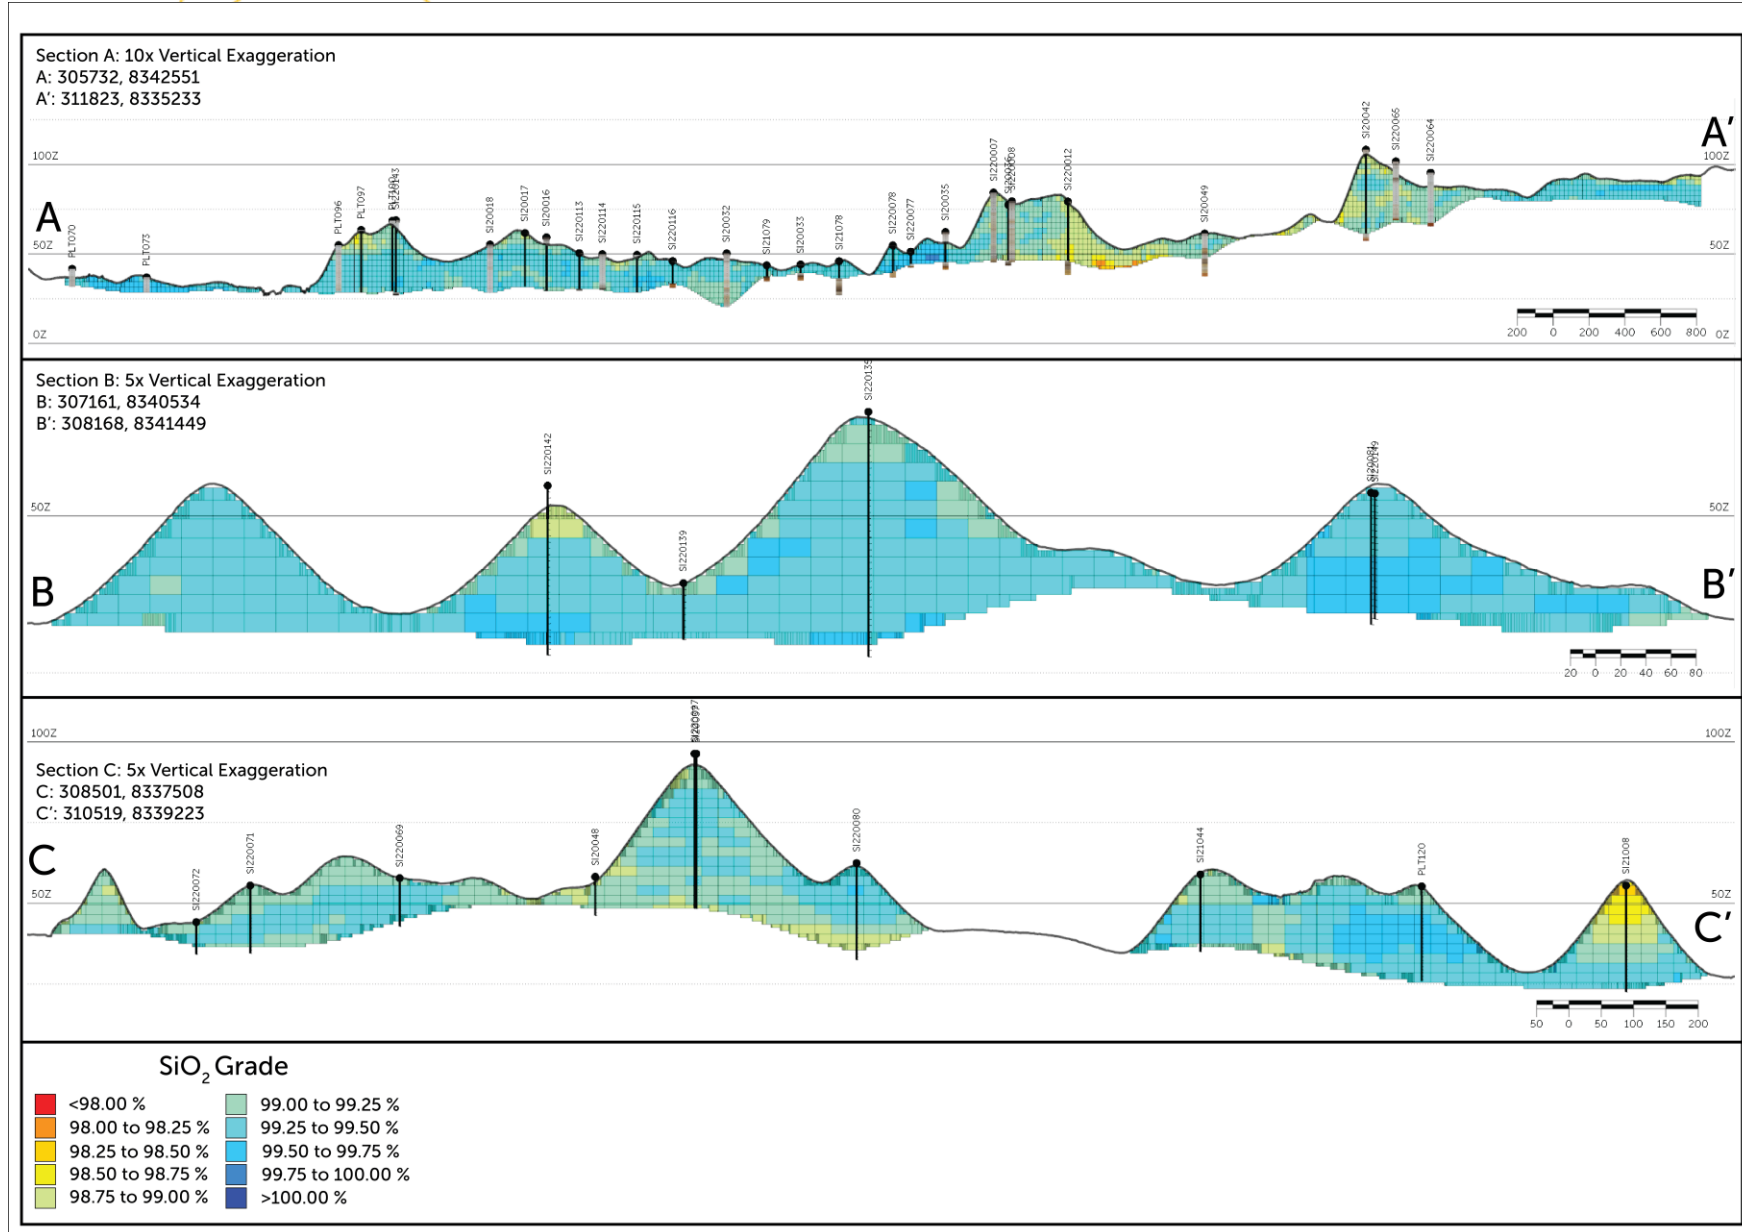 Section A: 10x Vertical Exaggeration
A: 305732, 8342551
A': 311823, 8335233
A
A'
100Z
100Z
50Z
50Z
0Z
0Z
PLT070
PLT073
PLT096
PLT097
SI220143
SI20018
SI20017
SI20016
SI220113
SI220114
SI220115
SI220116
SI20032
SI21079
SI20033
SI21078
SI220078
SI220077
SI20035
SI220007
SI220008
SI220012
SI20049
SI20042
SI220065
SI220064
200 0 200 400 600 800
Section B: 5x Vertical Exaggeration
B: 307161, 8340534
B': 308168, 8341449
B
B'
50Z
50Z
SI220142
SI220139
SI220135
20 0 20 40 60 80
100Z
100Z
Section C: 5x Vertical Exaggeration
C: 308501, 8337508
C': 310519, 8339223
C
C'
50Z
50Z
SI220072
SI220071
SI220069
SI20048
SI220080
SI21044
PLT120
SI21008
50 0 50 100 150 200
SiO2 Grade
<98.00 %
98.00 to 98.25 %
98.25 to 98.50 %
98.50 to 98.75 %
98.75 to 99.00 %
99.00 to 99.25 %
99.25 to 99.50 %
99.50 to 99.75 %
99.75 to 100.00 %
>100.00 %